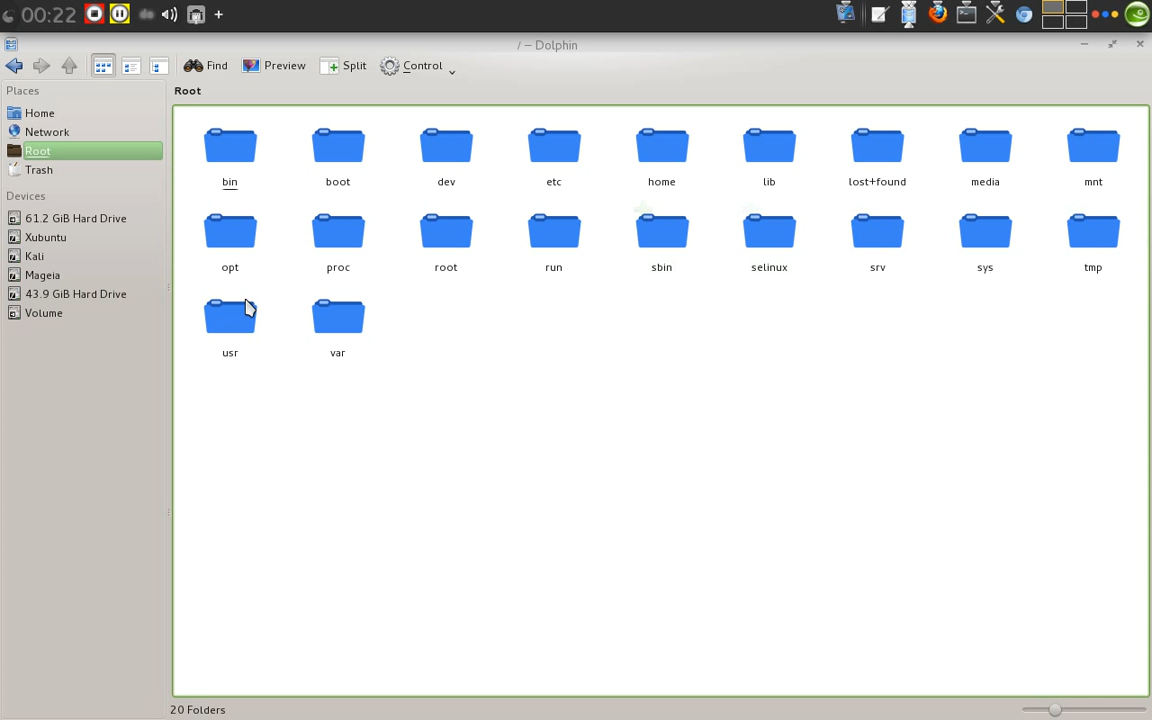 00:22
/ – Dolphin
Find Preview Split Control
Places
Home
Network
Root
Trash
Devices
61.2 GiB Hard Drive
Xubuntu
Kali
Mageia
43.9 GiB Hard Drive
Volume
Root
bin boot dev etc home lib lost+found media mnt
opt proc root run sbin selinux srv sys tmp
usr var
20 Folders